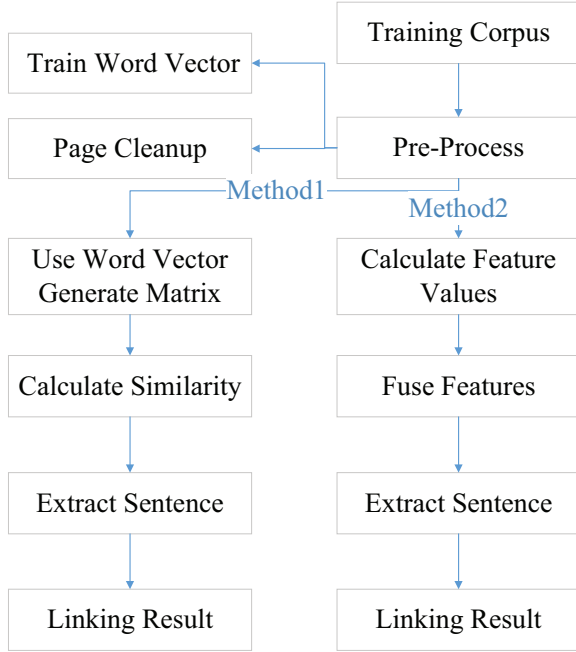 Training Corpus
Train Word Vector
Page Cleanup
Pre-Process
Method1
Method2
Use Word Vector
Generate Matrix
Calculate Feature
Values
Calculate Similarity
Fuse Features
Extract Sentence
Extract Sentence
Linking Result
Linking Result